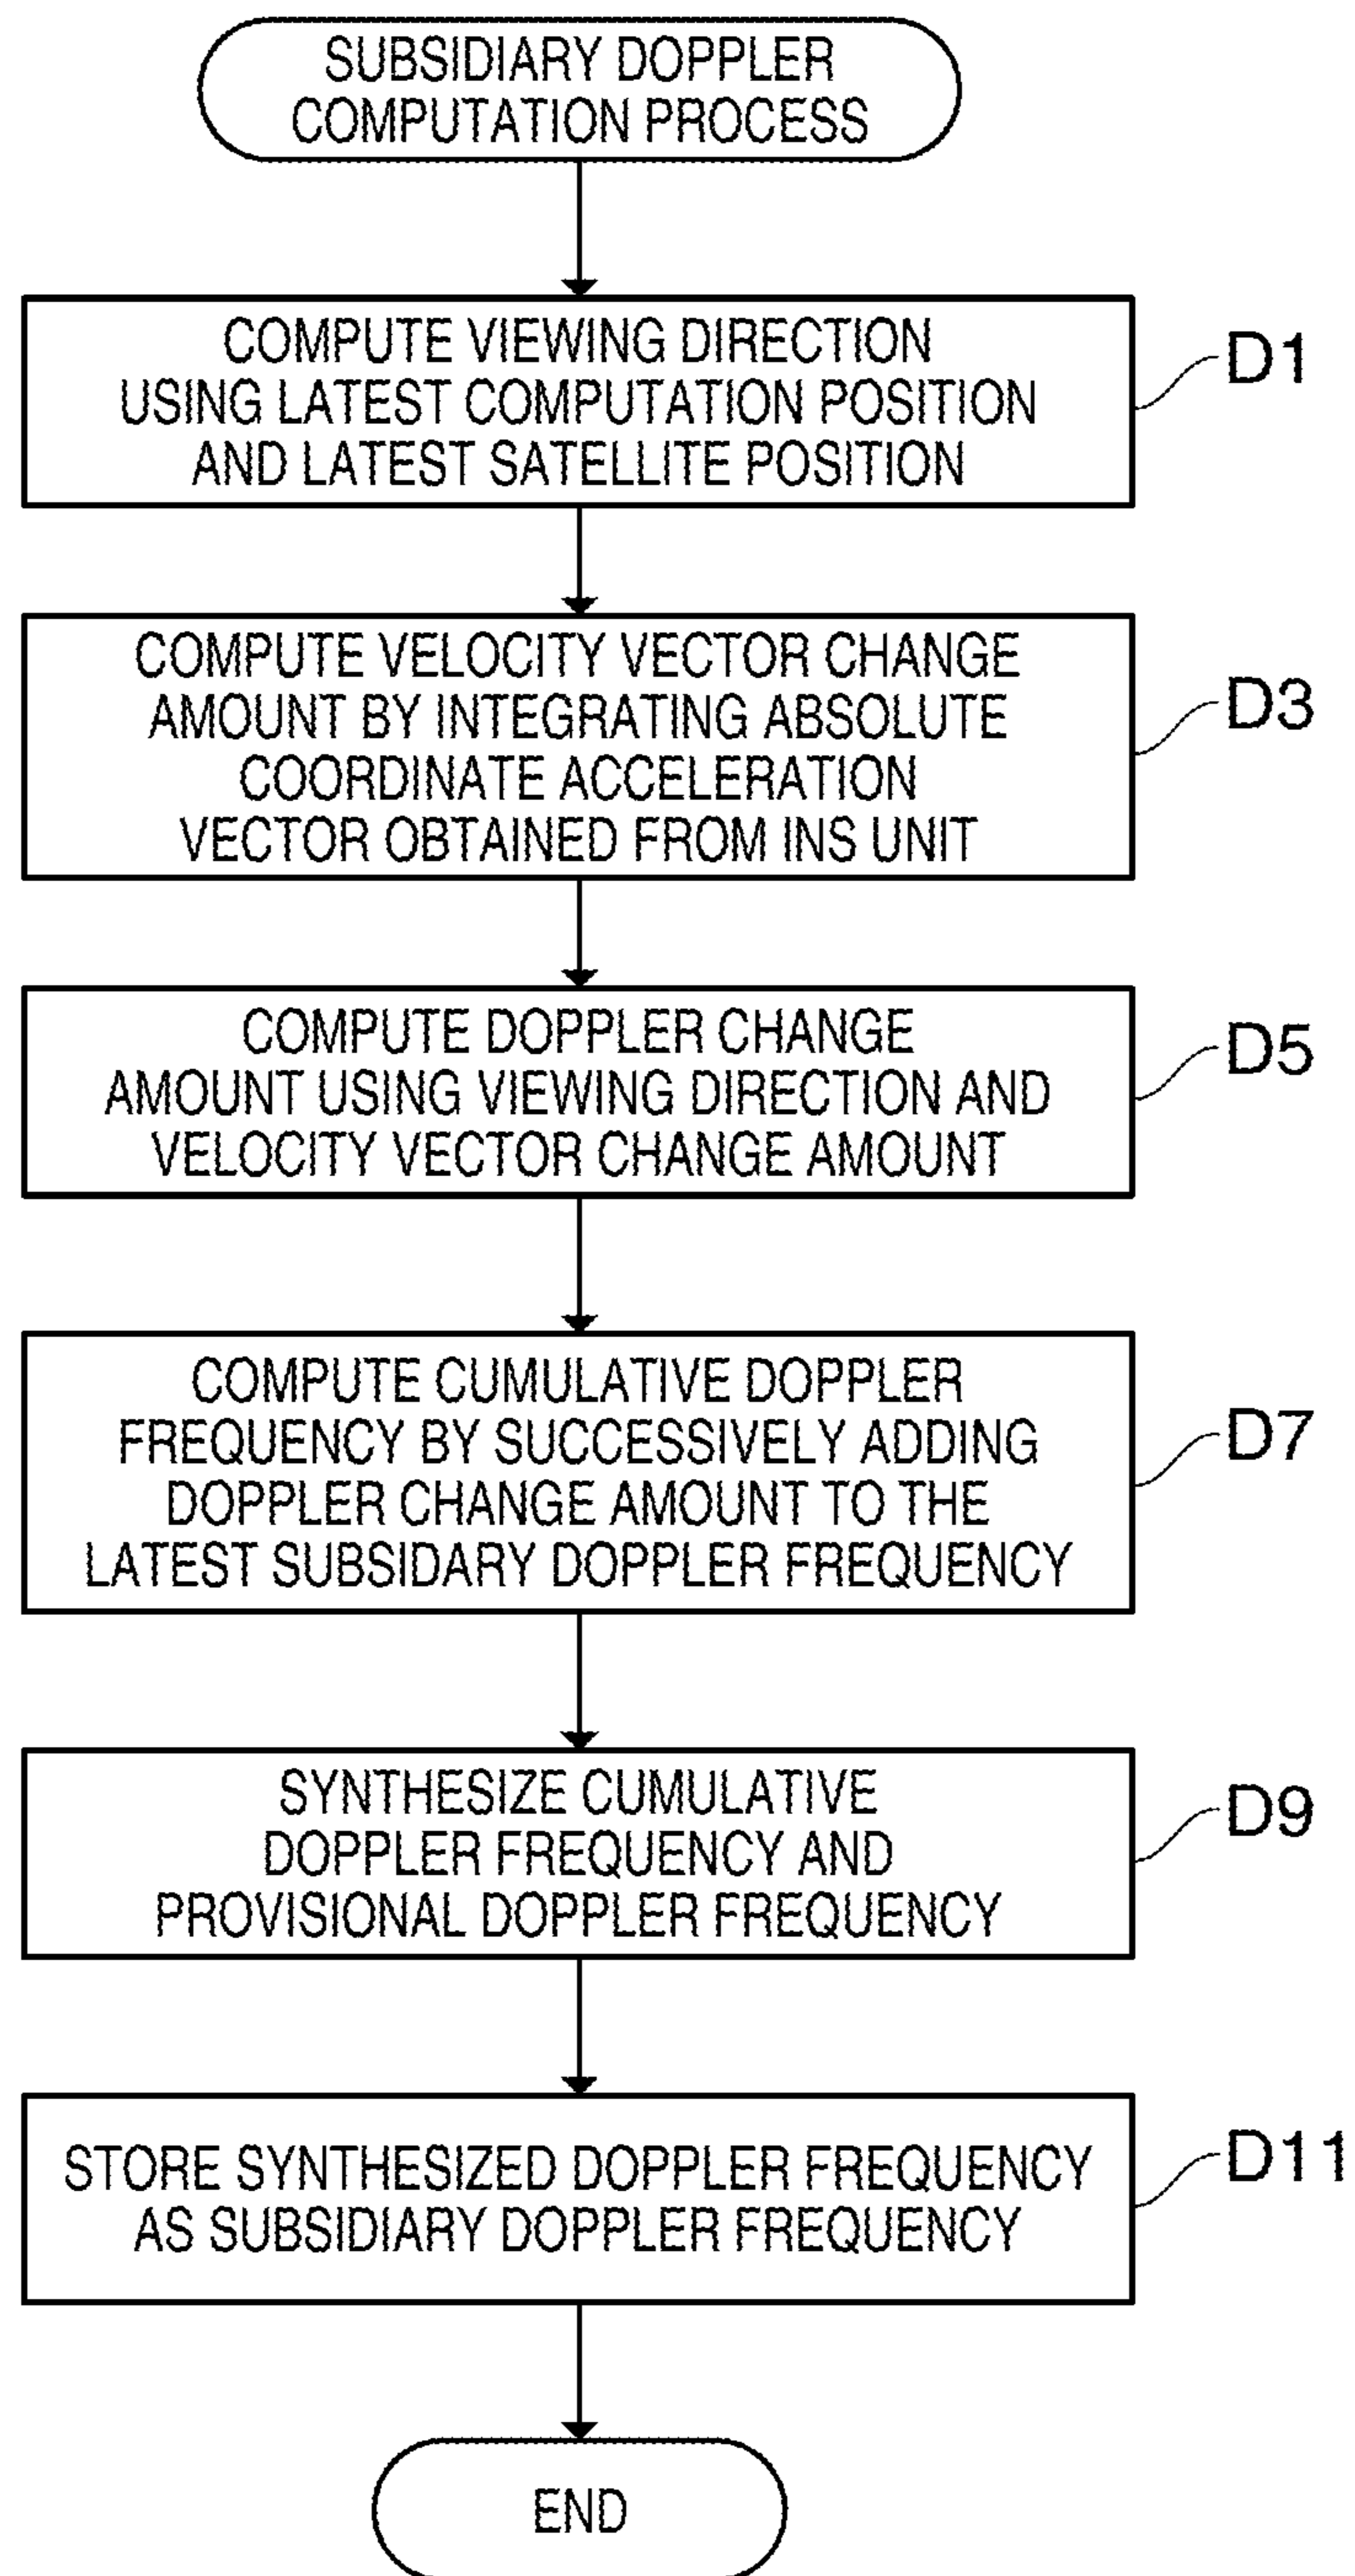 SUBSIDIARY DOPPLER
COMPUTATION PROCESS
COMPUTE VIEWING DIRECTION
USING LATEST COMPUTATION POSITION
AND LATEST SATELLITE POSITION
D1
COMPUTE VELOCITY VECTOR CHANGE
AMOUNT BY INTEGRATING ABSOLUTE
COORDINATE ACCELERATION
VECTOR OBTAINED FROM INS UNIT
D3
COMPUTE DOPPLER CHANGE
AMOUNT USING VIEWING DIRECTION AND
VELOCITY VECTOR CHANGE AMOUNT
D5
COMPUTE CUMULATIVE DOPPLER
FREQUENCY BY SUCCESSIVELY ADDING
DOPPLER CHANGE AMOUNT TO THE
LATEST SUBSIDARY DOPPLER FREQUENCY
D7
SYNTHESIZE CUMULATIVE
DOPPLER FREQUENCY AND
PROVISIONAL DOPPLER FREQUENCY
D9
STORE SYNTHESIZED DOPPLER FREQUENCY
AS SUBSIDIARY DOPPLER FREQUENCY
D11
END